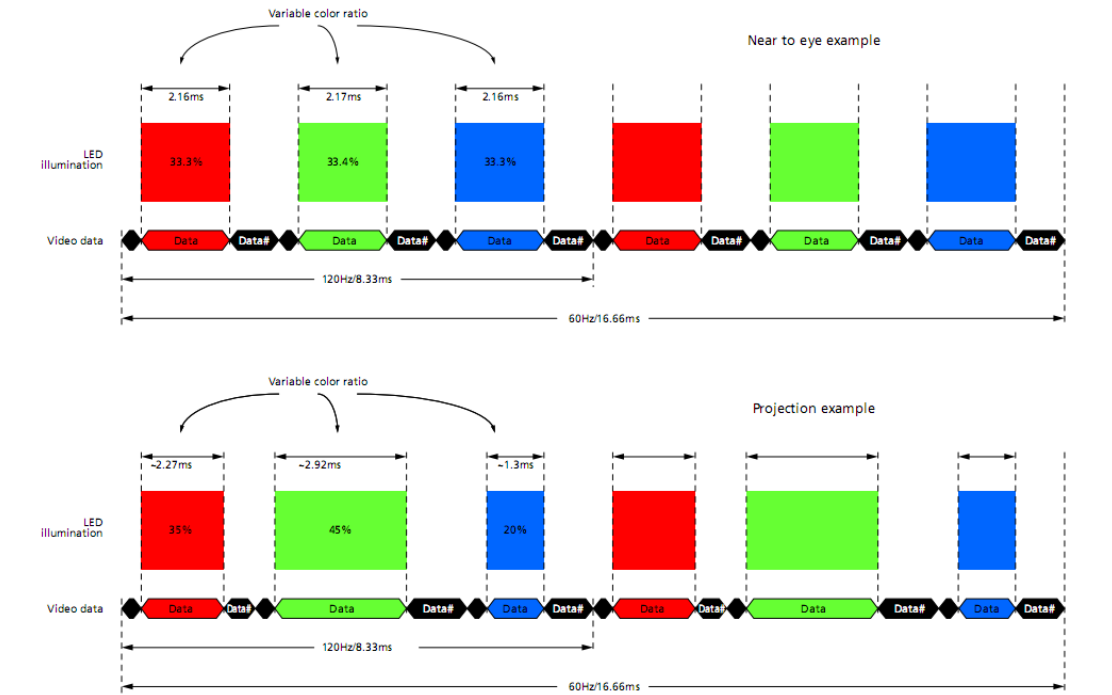 Variable color ratio
Near to eye example
2.16ms
2.17ms
2.16ms
LED
illumination
33.3%
33.4%
33.3%
Video data
Data
Data#
Data
Data#
Data
Data#
Data
Data#
Data
Data#
Data
Data#
120Hz/8.33ms
60Hz/16.66ms
Variable color ratio
Projection example
~2.27ms
~2.92ms
~1.3ms
LED
illumination
35%
45%
20%
Video data
Data
Data#
Data
Data#
Data
Data#
Data
Data#
Data
Data#
Data
Data#
120Hz/8.33ms
60Hz/16.66ms